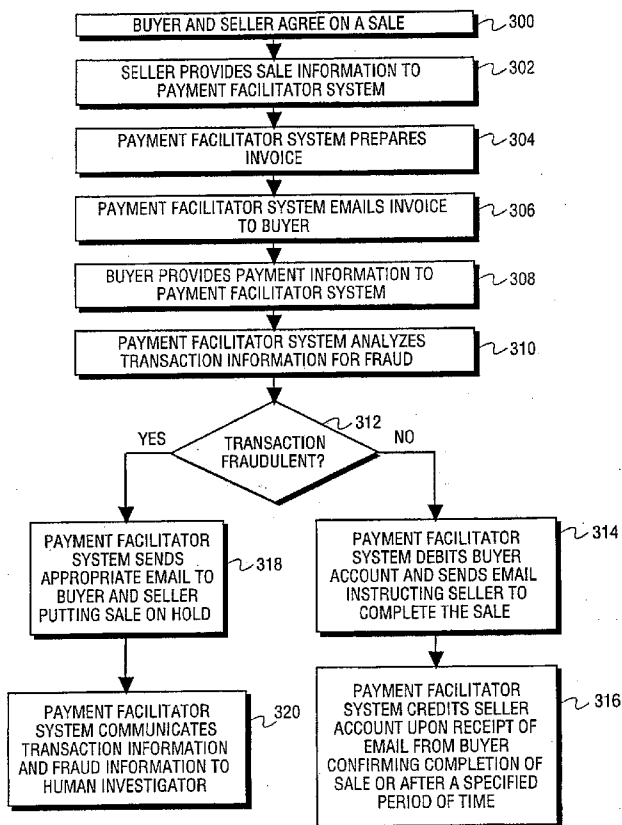 BUYER AND SELLER AGREE ON A SALE
300
SELLER PROVIDES SALE INFORMATION TO
PAYMENT FACILITATOR SYSTEM
302
PAYMENT FACILITATOR SYSTEM PREPARES
INVOICE
304
PAYMENT FACILITATOR SYSTEM EMAILS INVOICE
TO BUYER
306
BUYER PROVIDES PAYMENT INFORMATION TO
PAYMENT FACILITATOR SYSTEM
308
PAYMENT FACILITATOR SYSTEM ANALYZES
TRANSACTION INFORMATION FOR FRAUD
310
312
YES
TRANSACTION
FRAUDULENT?
NO
PAYMENT FACILITATOR
SYSTEM SENDS
APPROPRIATE EMAIL TO
BUYER AND SELLER
PUTTING SALE ON HOLD
318
PAYMENT FACILITATOR
SYSTEM DEBITS BUYER
ACCOUNT AND SENDS EMAIL
INSTRUCTING SELLER TO
COMPLETE THE SALE
314
PAYMENT FACILITATOR
SYSTEM COMMUNICATES
TRANSACTION INFORMATION
AND FRAUD INFORMATION TO
HUMAN INVESTIGATOR
320
PAYMENT FACILITATOR
SYSTEM CREDITS SELLER
ACCOUNT UPON RECEIPT OF
EMAIL FROM BUYER
CONFIRMING COMPLETION OF
SALE OR AFTER A SPECIFIED
PERIOD OF TIME
316